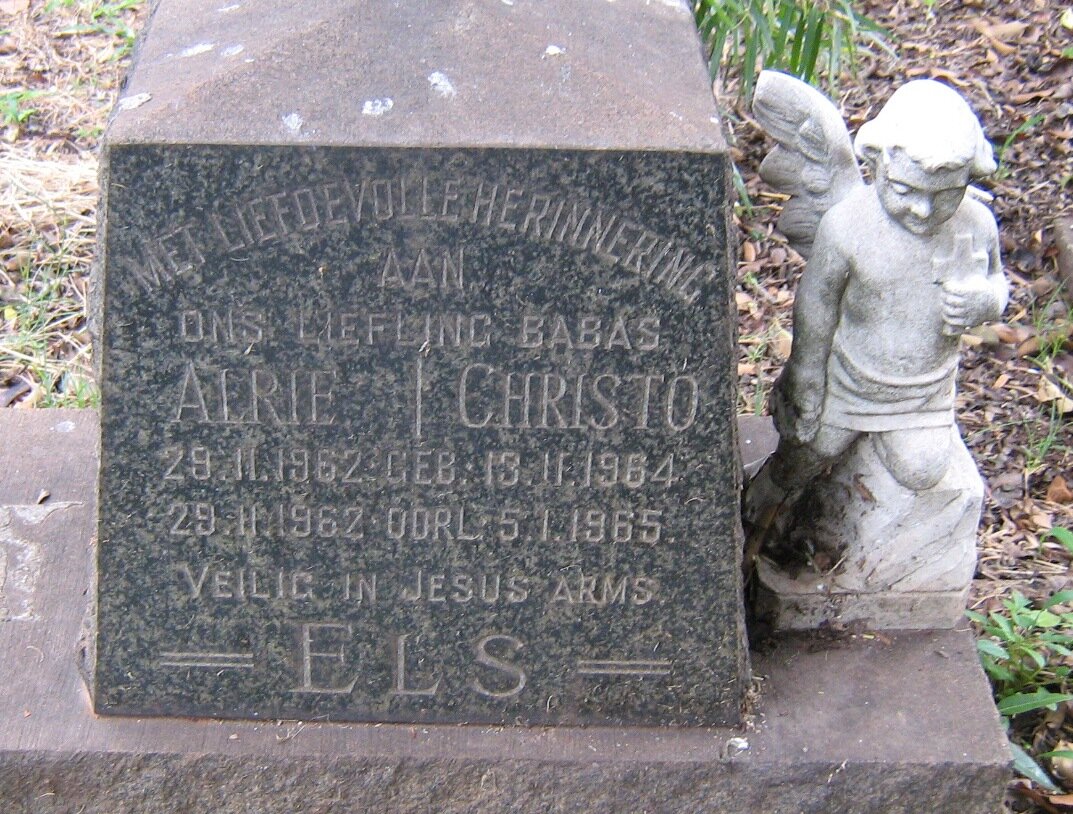 MET LIEFDEVOLLE HERINNERING
AAN
ONS LIEFLING BABAS
ALRIE | CHRISTO
29.11.1962 GEB: 13.11.1964
29.11.1962 OORL: 5.1.1965.
VEILIG IN JESUS ARMS.
ELS